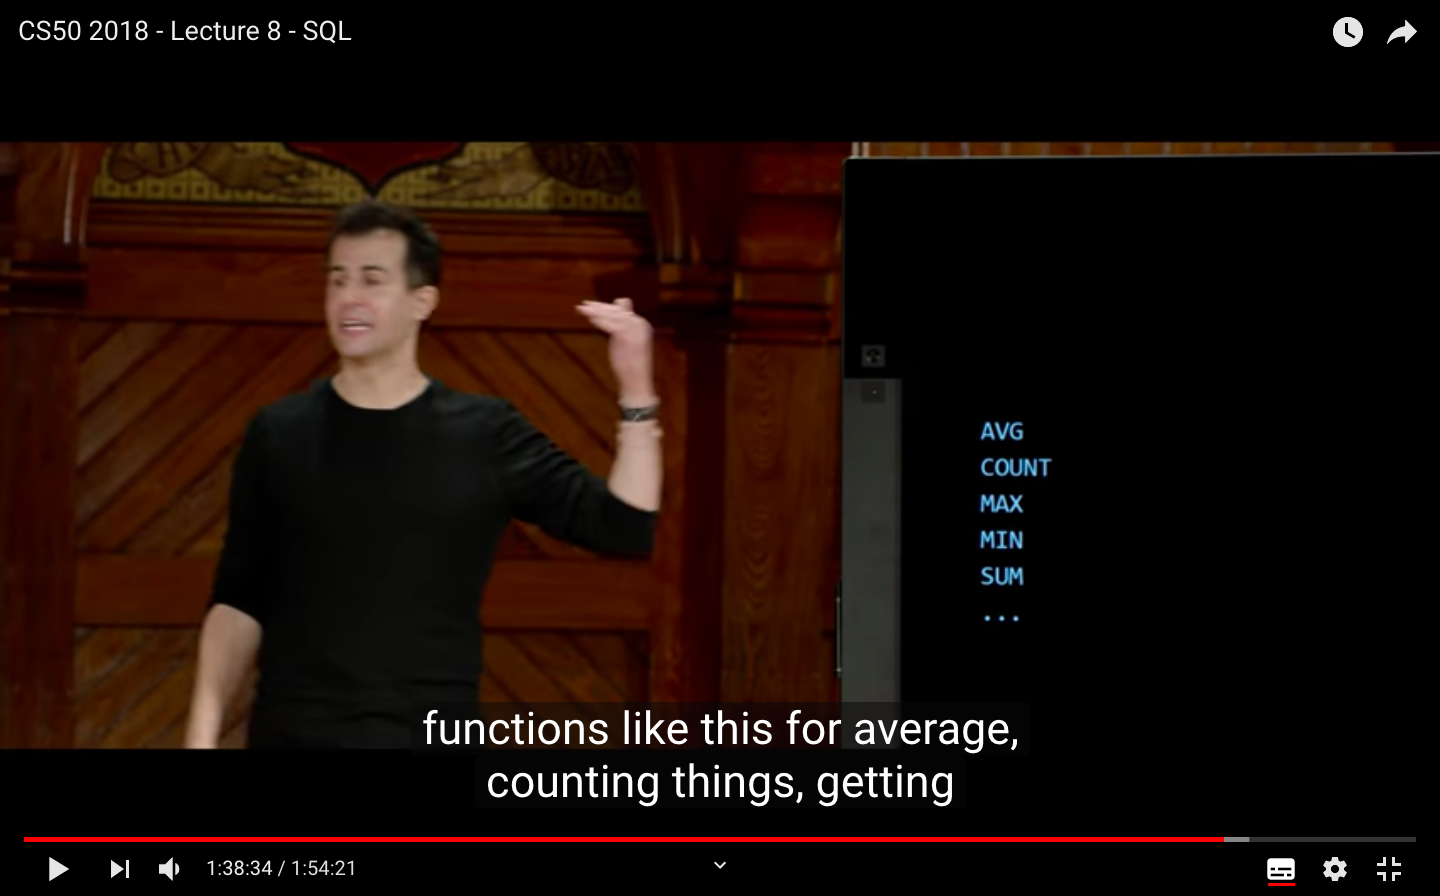 CS50 2018 - Lecture 8 - SQL
AVG
COUNT
MAX
MIN
SUM
...
functions like this for average,
counting things, getting
1:38:34 / 1:54:21